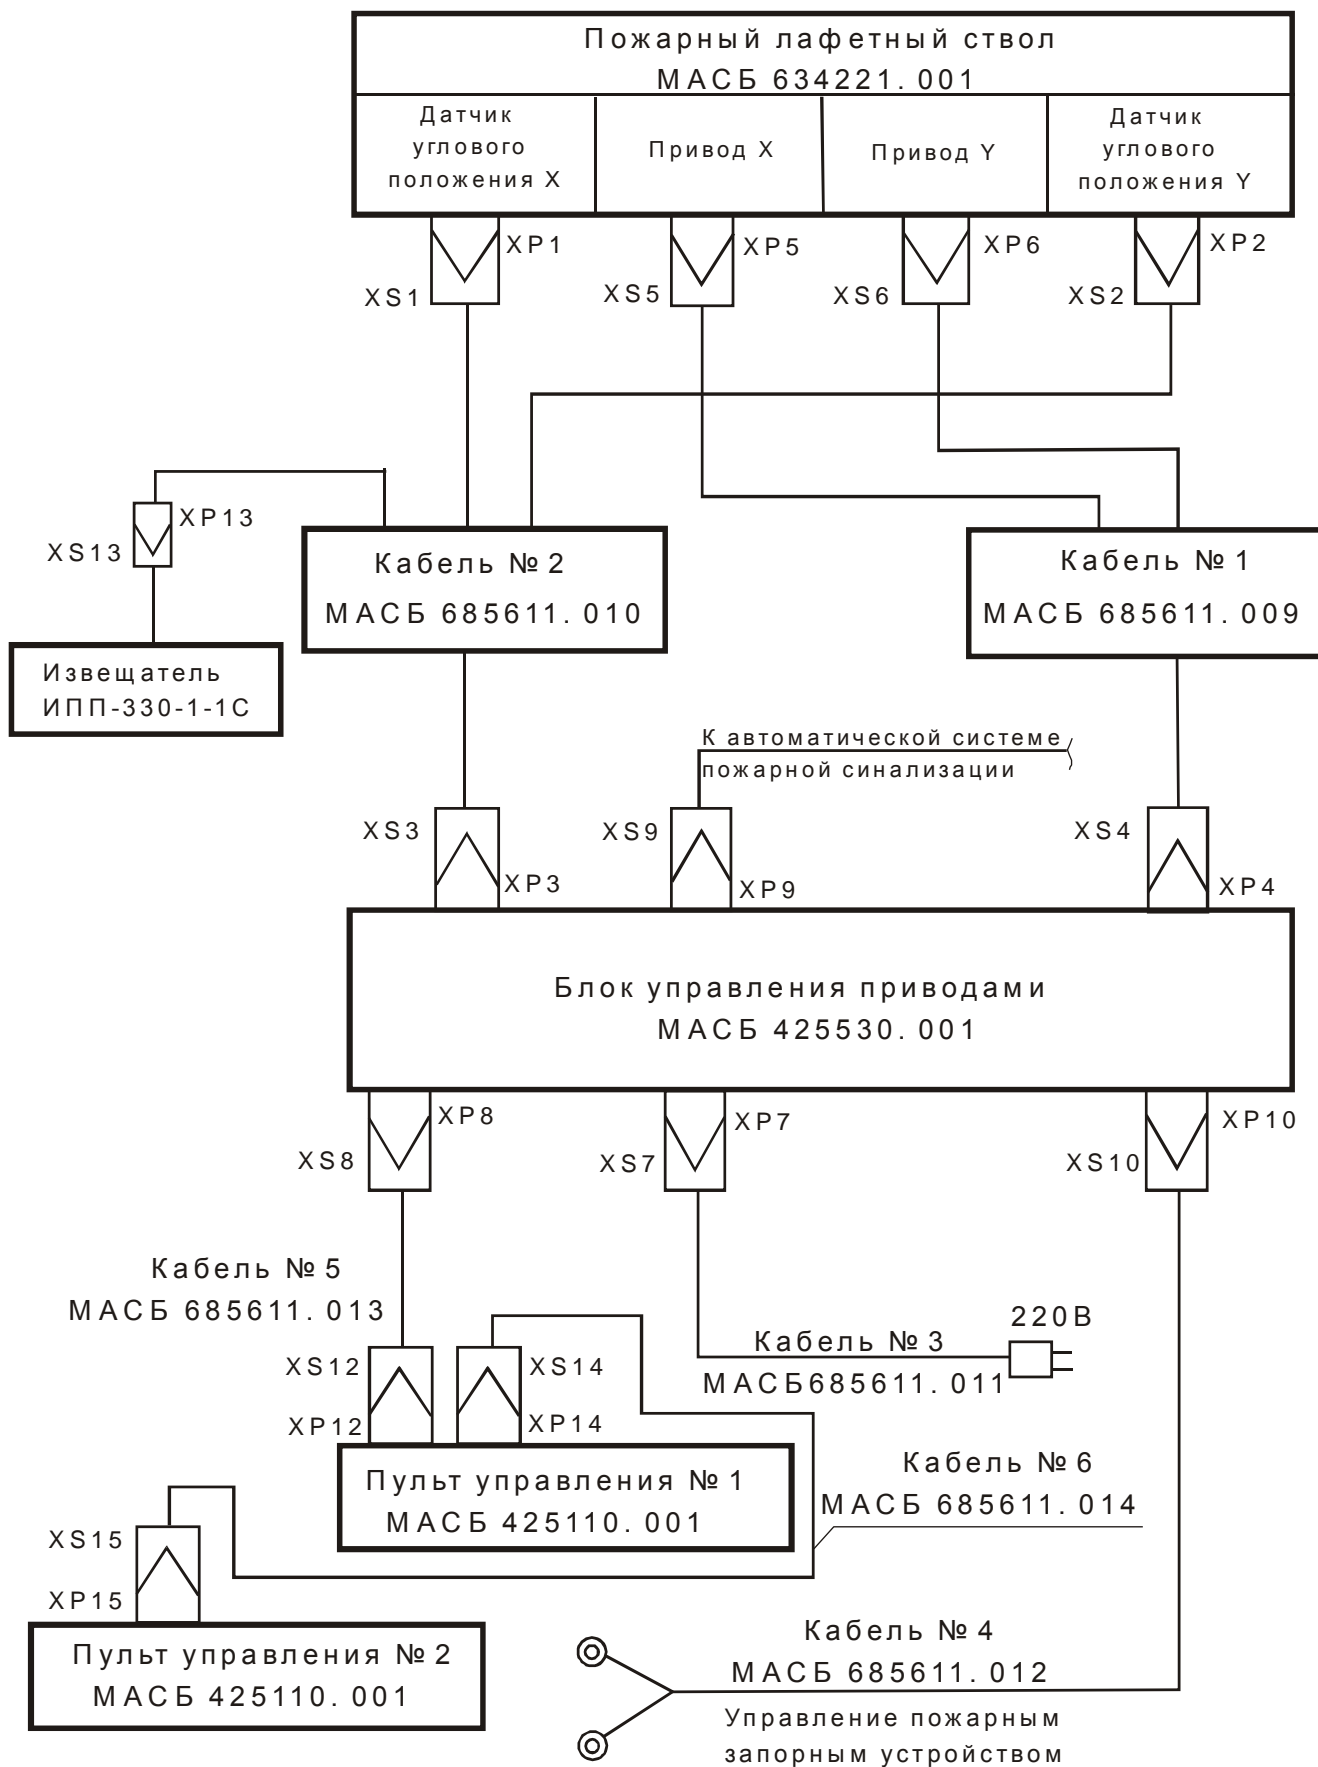 Пожарный лафетный ствол
МАСБ 634221. 001
Датчик
углового
положения X
Привод X
Привод Y
Датчик
углового
положения Y
XP1
XP5
XP6
XP2
XS1
XS5
XS6
XS2
XP13
XS13
Кабель № 2
МАСБ 685611. 010
Кабель № 1
МАСБ 685611. 009
Извещатель
ИПП-330-1-1С
К автоматической системе
пожарной синализации
XS3
XS9
XS4
XP3
XP9
XP4
Блок управления приводами
МАСБ 425530. 001
XP8
XP7
XP10
XS8
XS7
XS10
Кабель № 5
МАСБ 685611. 013
220В
Кабель № 3
МАСБ685611. 011
XS12
XS14
XP12
XP14
Кабель № 6
МАСБ 685611. 014
Пульт управления № 1
МАСБ 425110. 001
XS15
XP15
Пульт управления № 2
МАСБ 425110. 001
Кабель № 4
МАСБ 685611. 012
Управление пожарным
запорным устройством